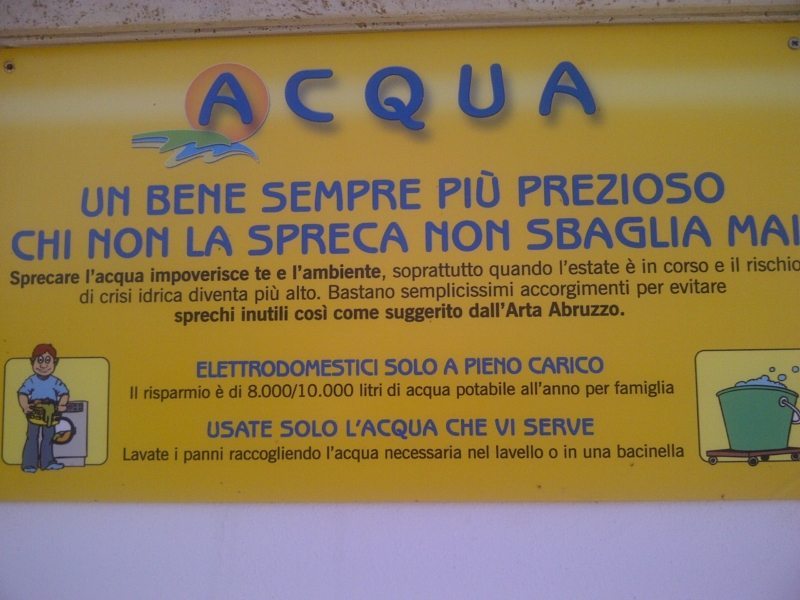 ACQUA
UN BENE SEMPRE PIÙ PREZIOSO
CHI NON LA SPRECA NON SBAGLIA MAI
Sprecare l'acqua impoverisce te e l'ambiente, soprattutto quando l'estate è in corso e il rischio
di crisi idrica diventa più alto. Bastano semplicissimi accorgimenti per evitare
sprechi inutili così come suggerito dall'Arta Abruzzo.
ELETTRODOMESTICI SOLO A PIENO CARICO
Il risparmio è di 8.000/10.000 litri di acqua potabile all'anno per famiglia
USATE SOLO L'ACQUA CHE VI SERVE
Lavate i panni raccogliendo l'acqua necessaria nel lavello o in una bacinella